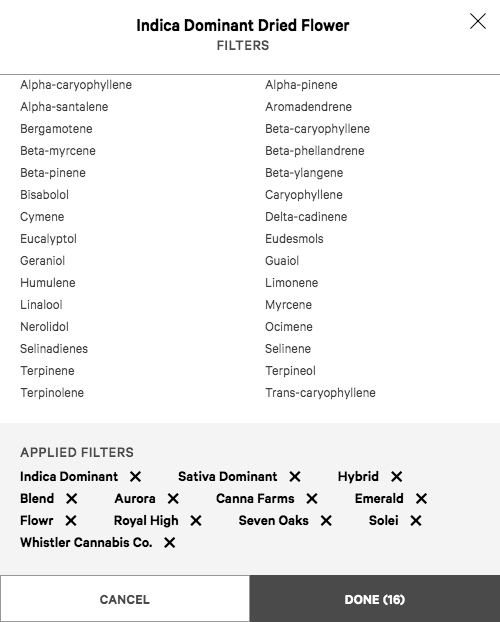 Indica Dominant Dried Flower
FILTERS
Alpha-caryophyllene Alpha-pinene
Alpha-santalene Aromadendrene
Bergamotene Beta-caryophyllene
Beta-myrcene Beta-phellandrene
Beta-pinene Beta-ylangene
Bisabolol Caryophyllene
Cymene Delta-cadinene
Eucalyptol Eudesmols
Geraniol Guaiol
Humulene Limonene
Linalool Myrcene
Nerolidol Ocimene
Selinadienes Selinene
Terpinene Terpineol
Terpinolene Trans-caryophyllene
APPLIED FILTERS
Indica Dominant Sativa Dominant Hybrid
Blend Aurora Canna Farms Emerald
Flowr Royal High Seven Oaks Solei
Whistler Cannabis Co.
CANCEL DONE (16)